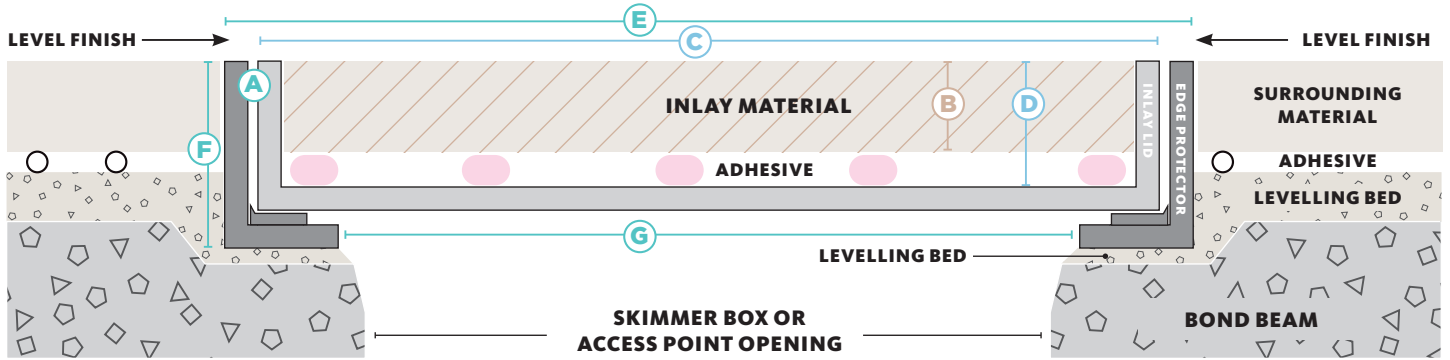 E
LEVEL FINISH
C
LEVEL FINISH
A
INLAY MATERIAL
B
D
INLAY LID
EDGE PROTECTOR
SURROUNDING
MATERIAL
F
ADHESIVE
ADHESIVE
LEVELLING BED
G
LEVELLING BED
SKIMMER BOX OR
ACCESS POINT OPENING
BOND BEAM